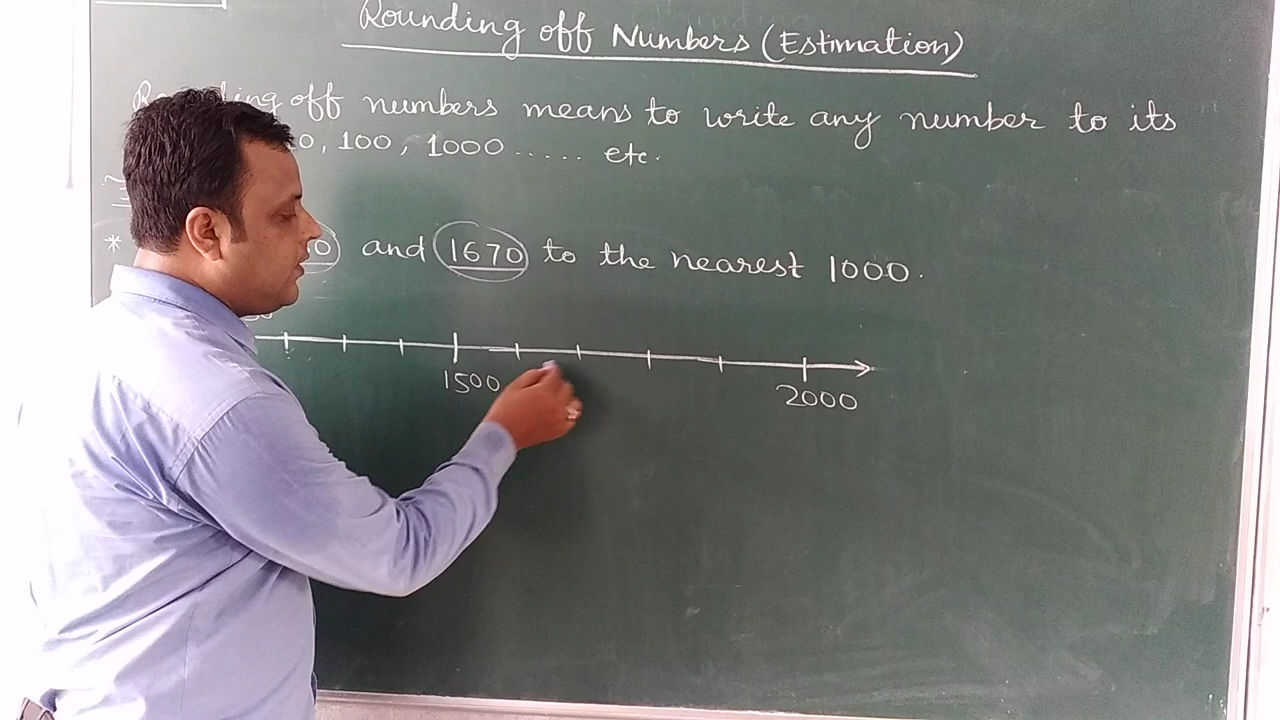 Rounding off Numbers (Estimation)
Rounding off numbers means to write any number to its
0, 100, 1000 ..... etc.
* and 1670 to the nearest 1000.
1500 2000